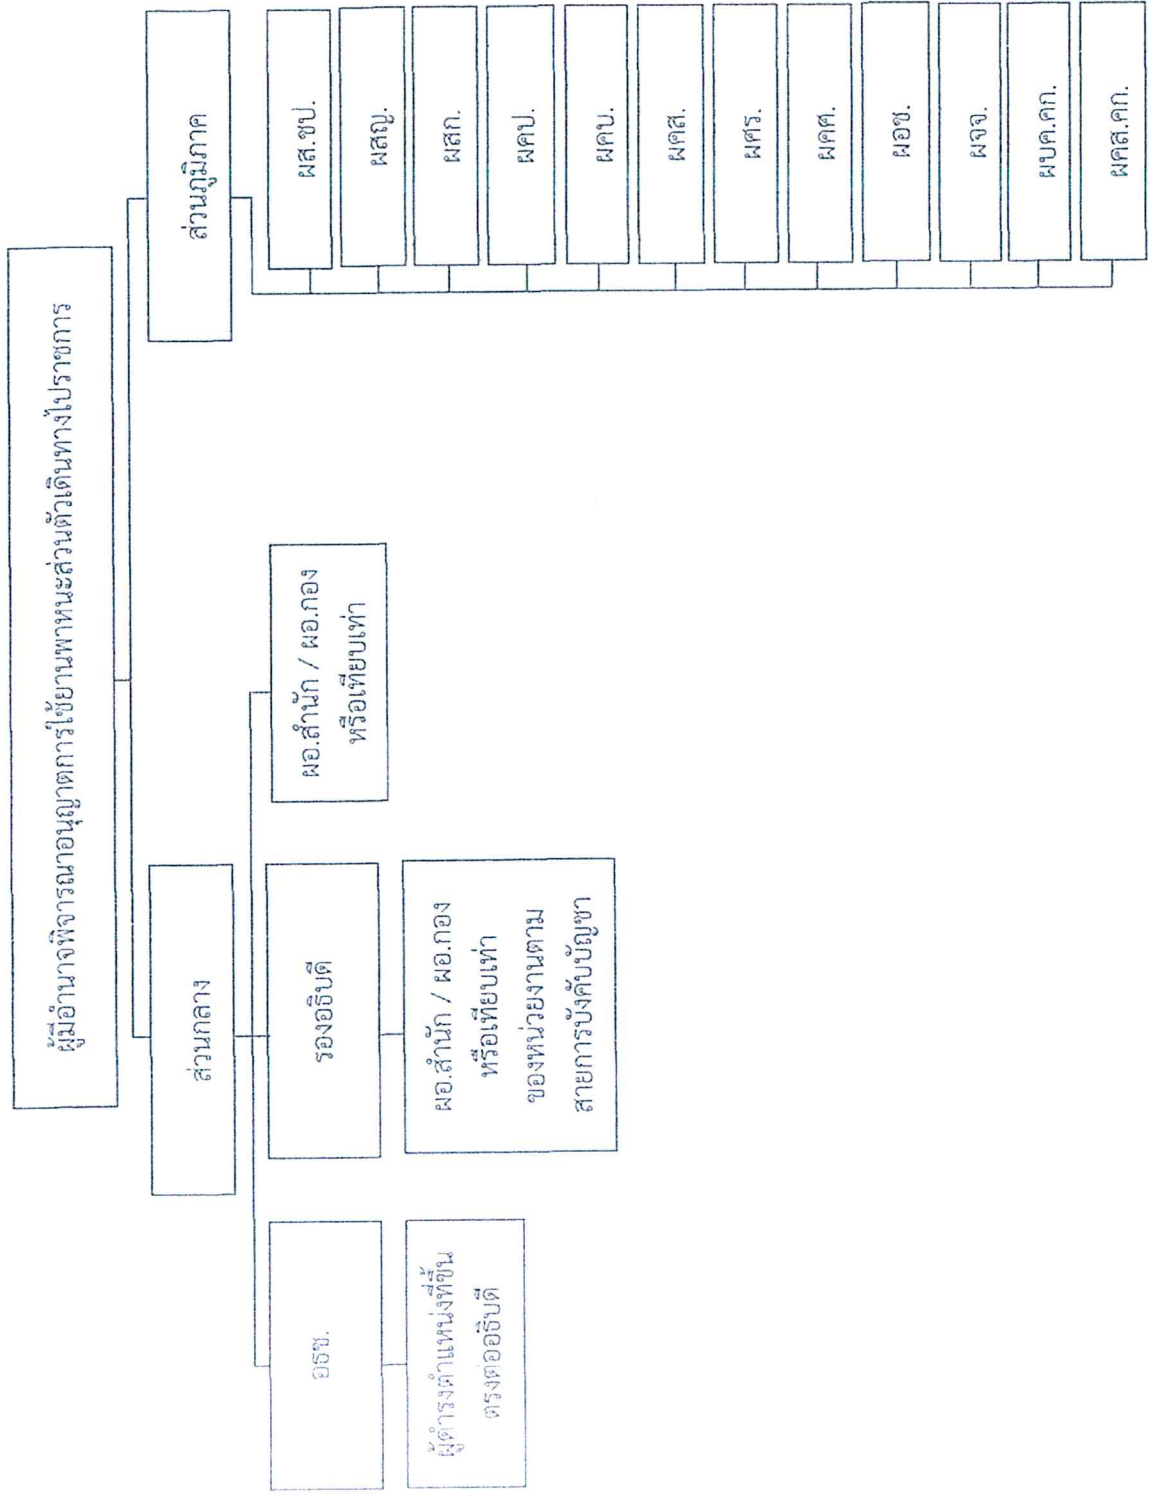 ผู้มีอำนาจพิจารณาอนุญาตการใช้ยานพาหนะส่วนตัวเดินทางไปราชการ
ส่วนกลาง
ส่วนภูมิภาค
อธช.
รองอธิบดี
ผอ.สำนัก / ผอ.กอง
หรือเทียบเท่า
ผู้ดำรงตำแหน่งที่ขึ้น
ตรงต่ออธิบดี
ผอ.สำนัก / ผอ.กอง
หรือเทียบเท่า
ของหน่วยงานตาม
สายการบังคับบัญชา
ผส.ชป.
ผสญ.
ผสก.
ผคป.
ผคบ.
ผคส.
ผศร.
ผคศ.
ผอช.
ผจจ.
ผบค.คก.
ผคส.คก.